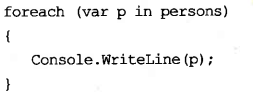 foreach (var p in persons)
{
Console.WriteLine(p);
}